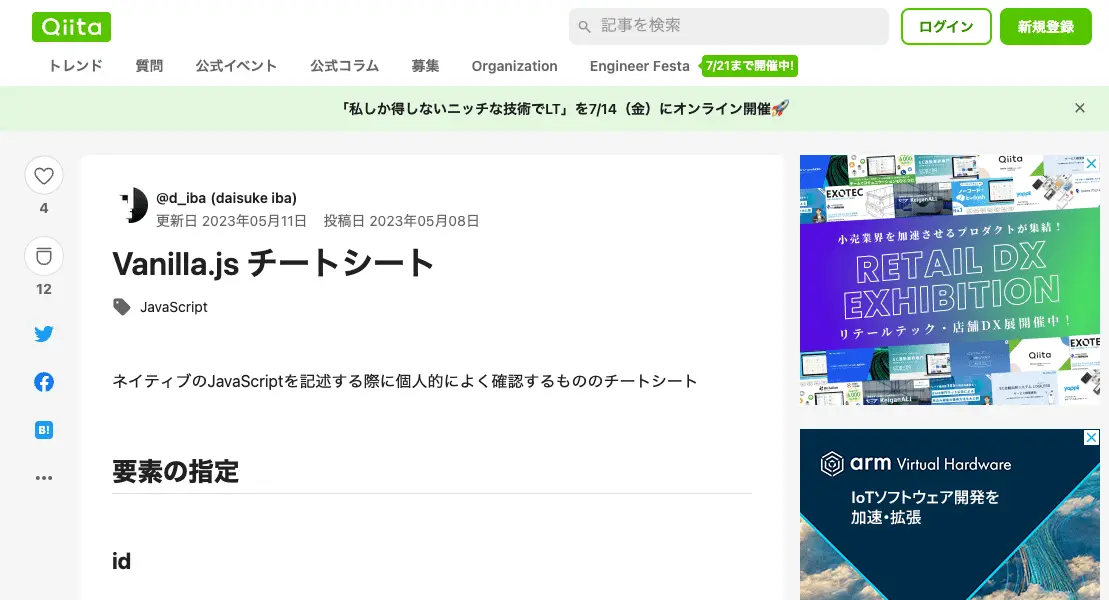 Qiita
記事を検索
ログイン
新規登録
トレンド 質問 公式イベント 公式コラム 募集 Organization Engineer Festa 7/21まで開催中!
「私しか得しないニッチな技術でLT」を7/14（金）にオンライン開催🚀
4
12
B!
@d_iba (daisuke iba)
更新日 2023年05月11日 投稿日 2023年05月08日
Vanilla.js チートシート
JavaScript
ネイティブのJavaScriptを記述する際に個人的によく確認するもののチートシート
要素の指定
id
Qiita
EXOTEC
KeiganALI
小売業界を加速させるプロダクトが集結！
RETAIL DX
EXHIBITION
リテールテック・店舗DX展開催中！
Qiita
EXOTEC
KeiganALI
yappli
arm Virtual Hardware
IoTソフトウェア開発を
加速・拡張